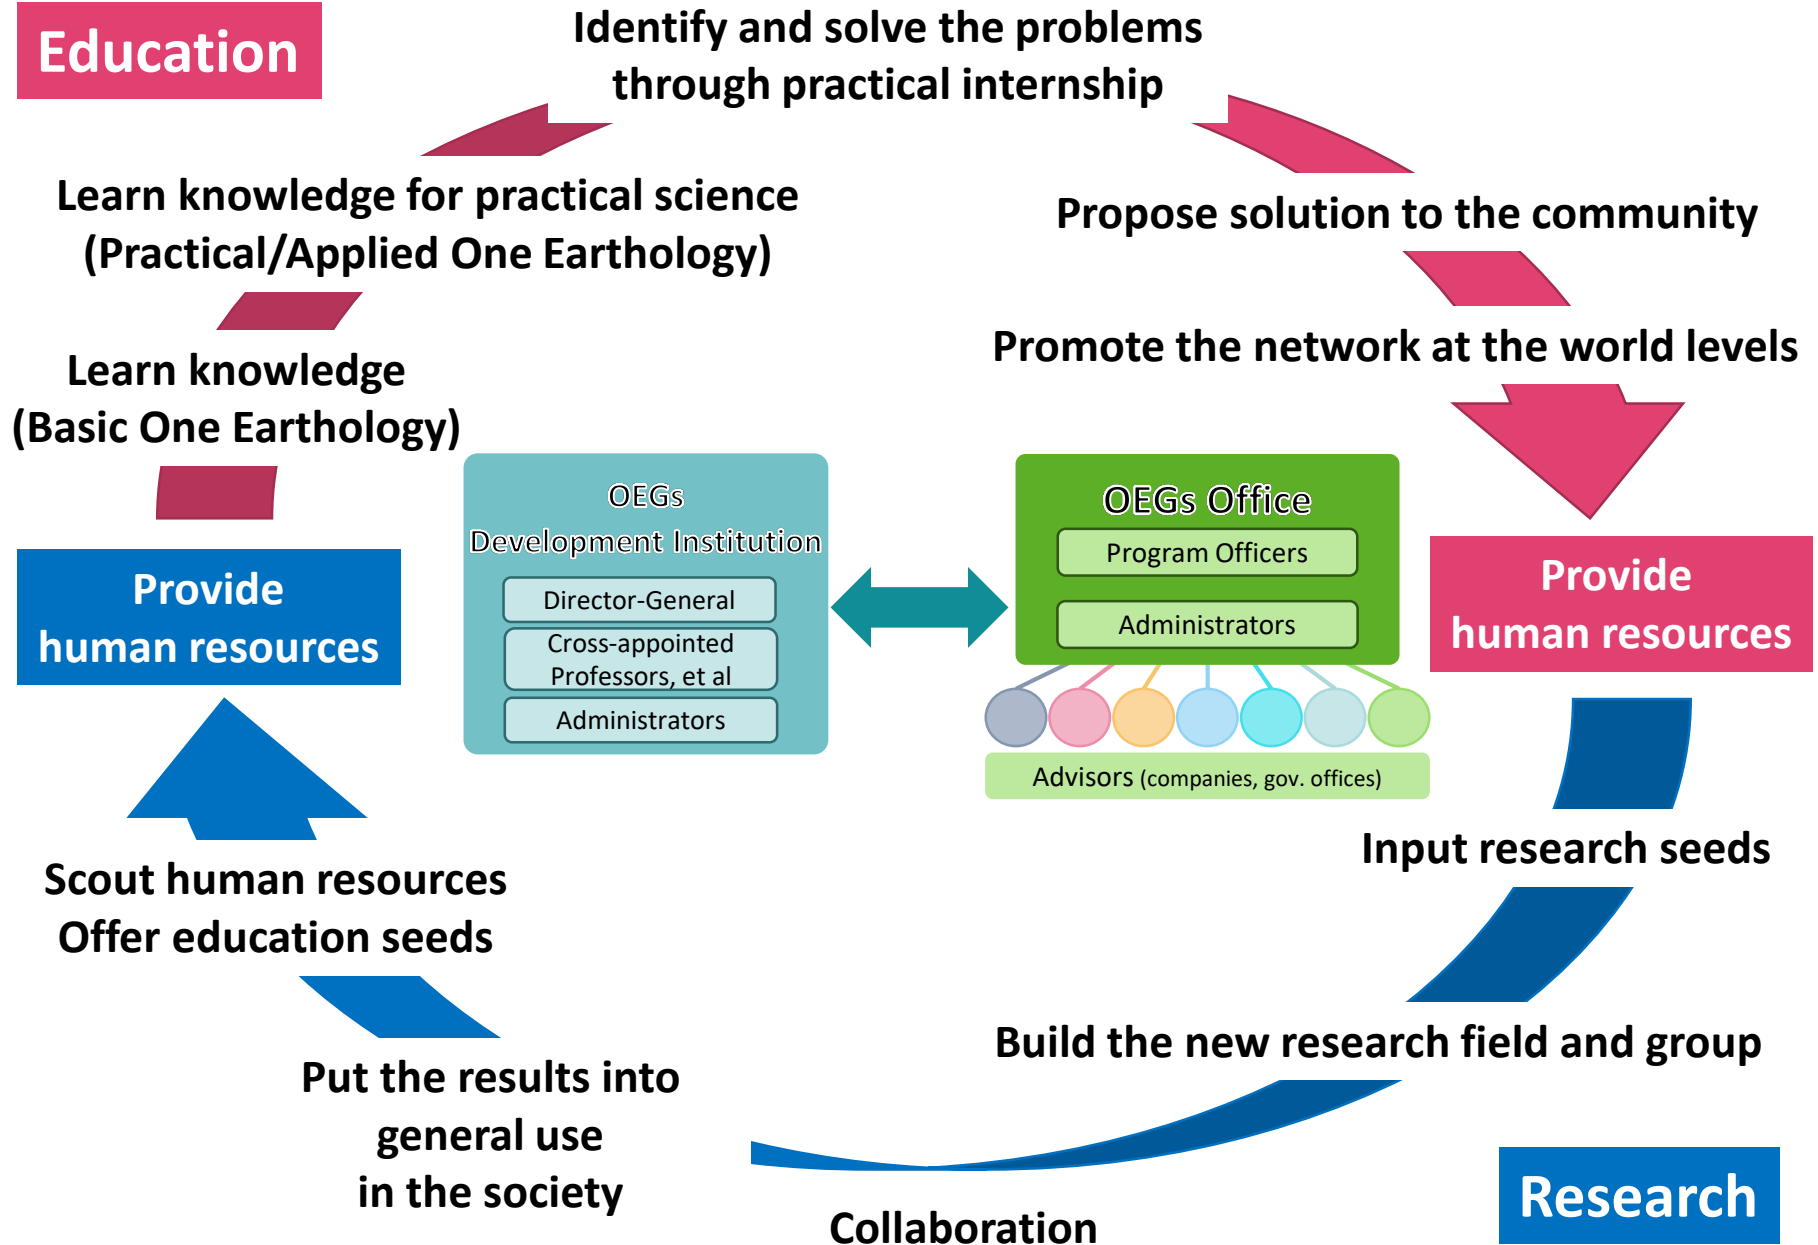 Education
Identify and solve the problems
through practical internship
Learn knowledge for practical science
(Practical/Applied One Earthology)
Propose solution to the community
Promote the network at the world levels
Learn knowledge
(Basic One Earthology)
OEGs
Development Institution
Director-General
Cross-appointed
Professors, et al
Administrators
OEGs Office
Program Officers
Administrators
Advisors (companies, gov. offices)
Provide
human resources
Provide
human resources
Input research seeds
Scout human resources
Offer education seeds
Build the new research field and group
Put the results into
general use
in the society
Collaboration
Research